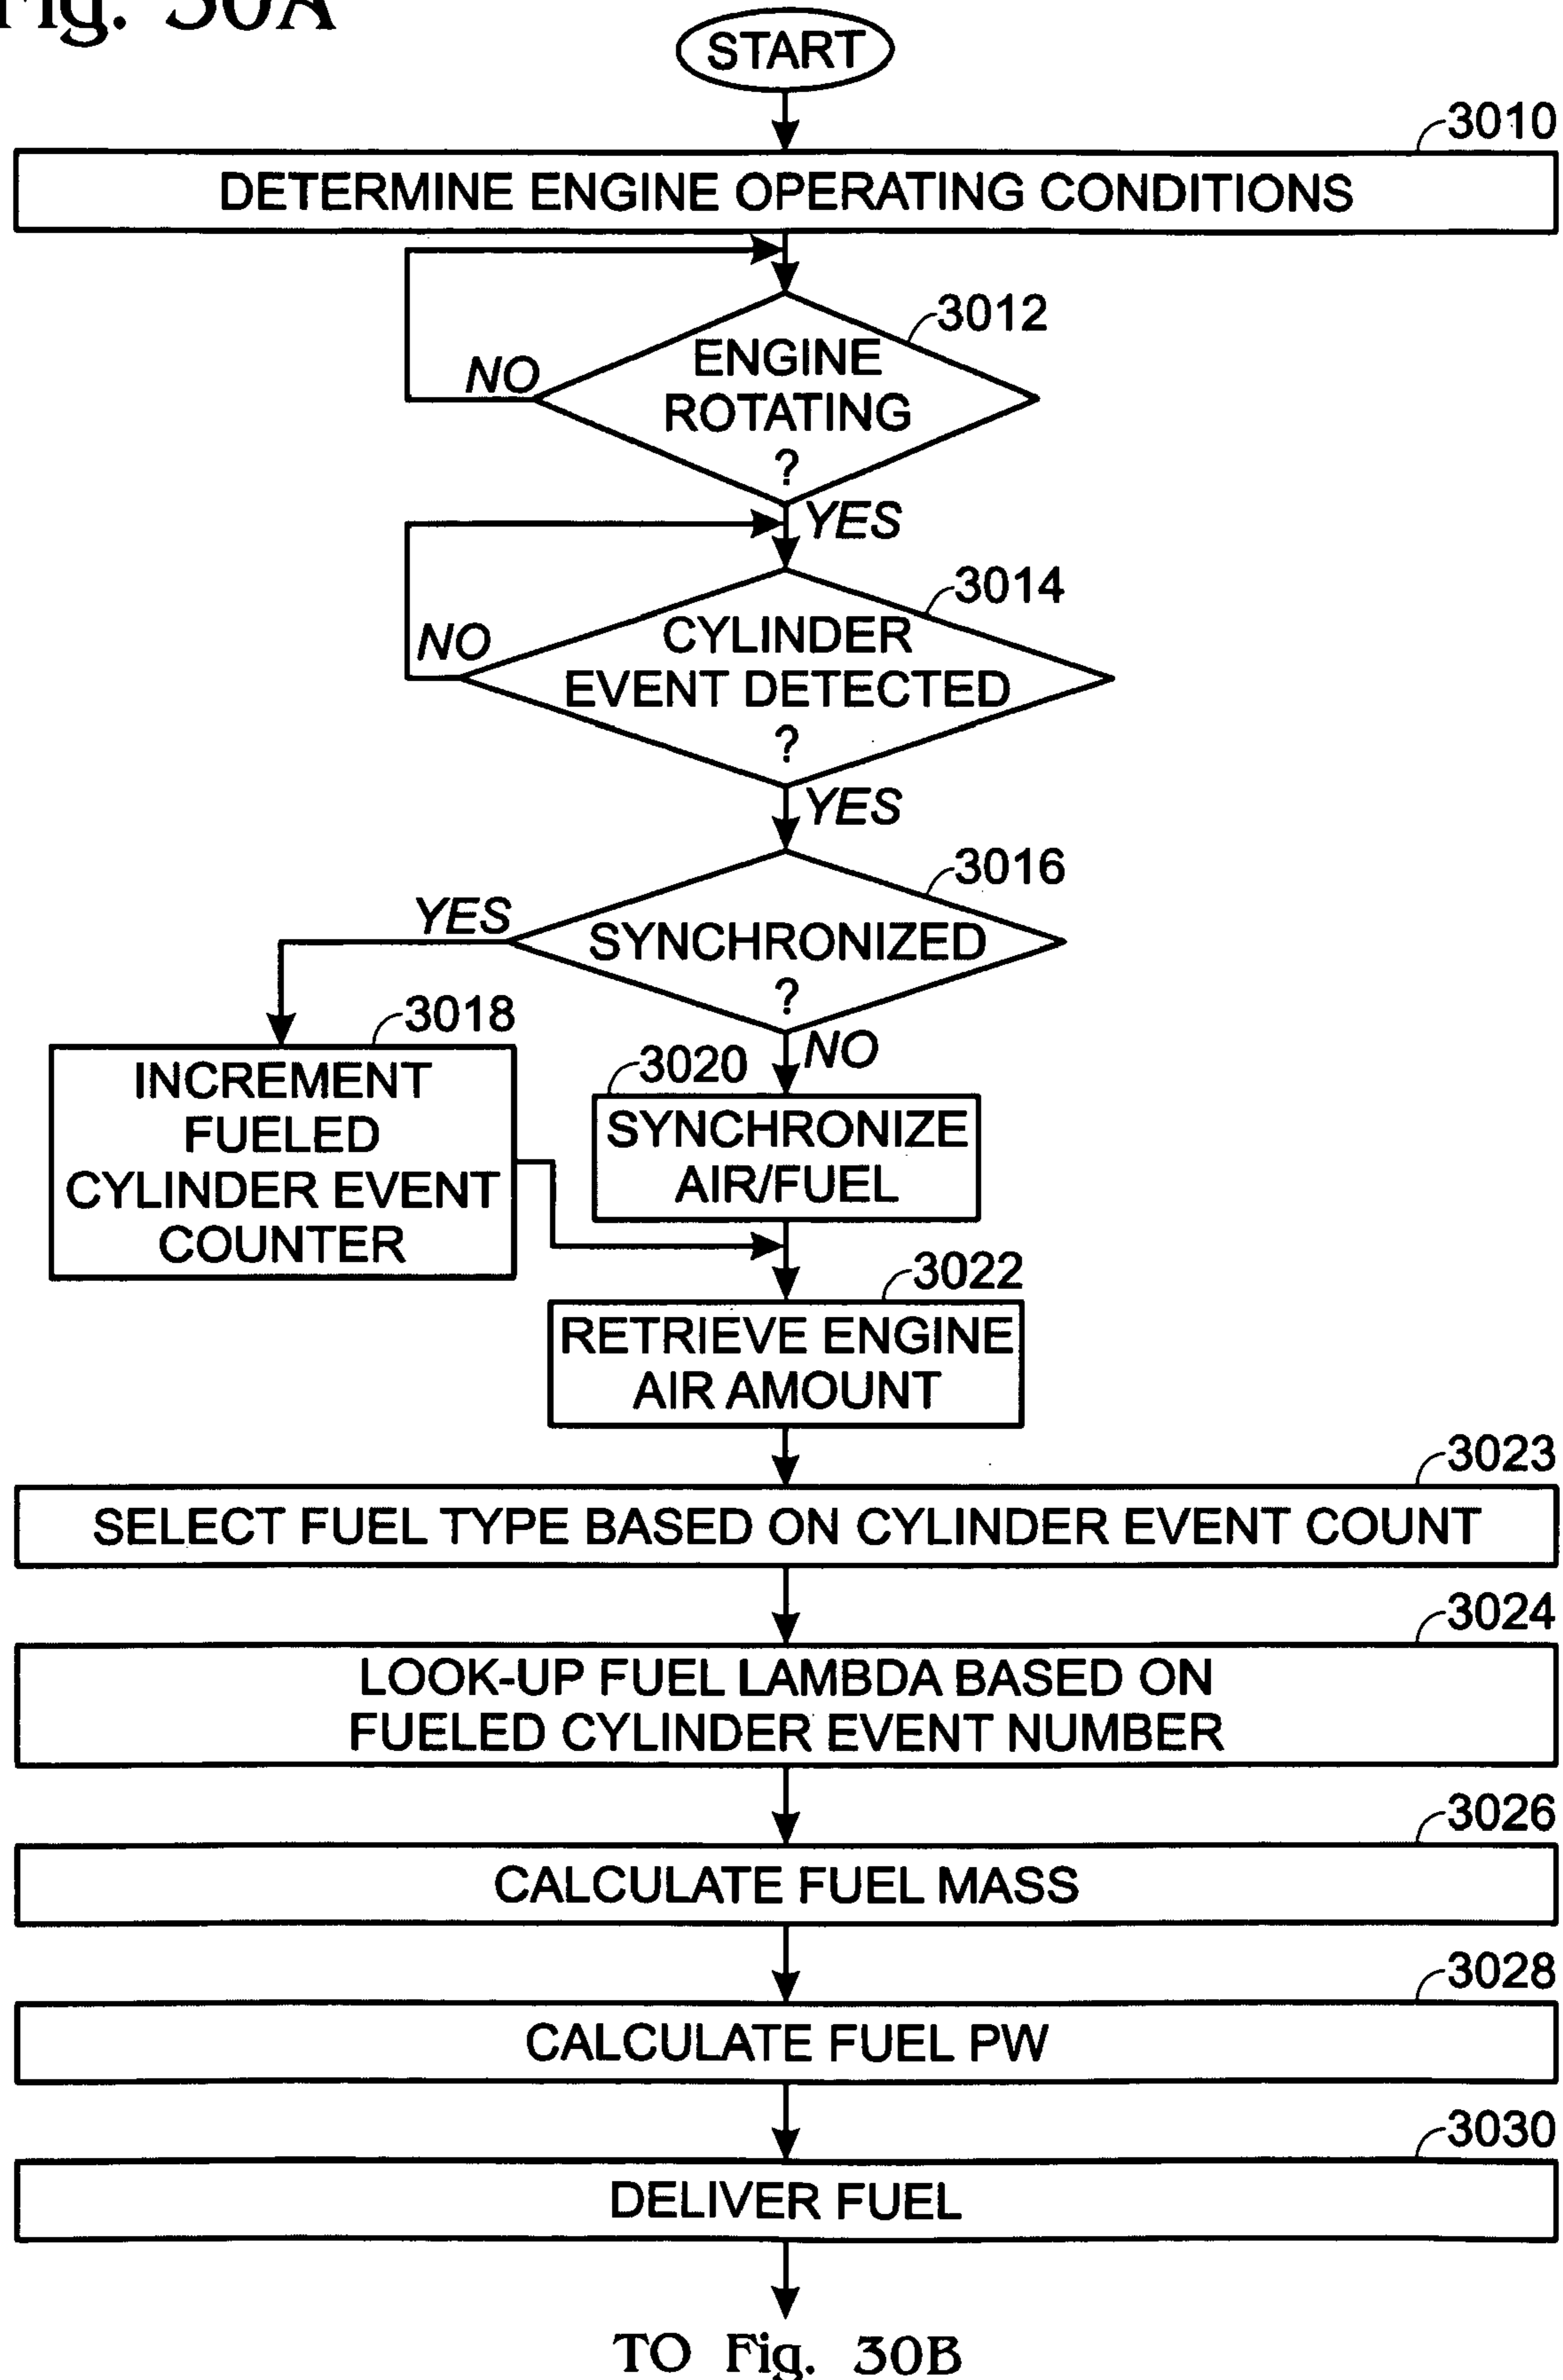 Fig. 30A
START
3010
DETERMINE ENGINE OPERATING CONDITIONS
3012
ENGINE
ROTATING
?
NO
YES
3014
CYLINDER
EVENT DETECTED
?
NO
YES
3016
SYNCHRONIZED
?
YES
NO
3018
INCREMENT
FUELED
CYLINDER EVENT
COUNTER
3020
SYNCHRONIZE
AIR/FUEL
3022
RETRIEVE ENGINE
AIR AMOUNT
3023
SELECT FUEL TYPE BASED ON CYLINDER EVENT COUNT
3024
LOOK-UP FUEL LAMBDA BASED ON
FUELED CYLINDER EVENT NUMBER
3026
CALCULATE FUEL MASS
3028
CALCULATE FUEL PW
3030
DELIVER FUEL
TO Fig. 30B